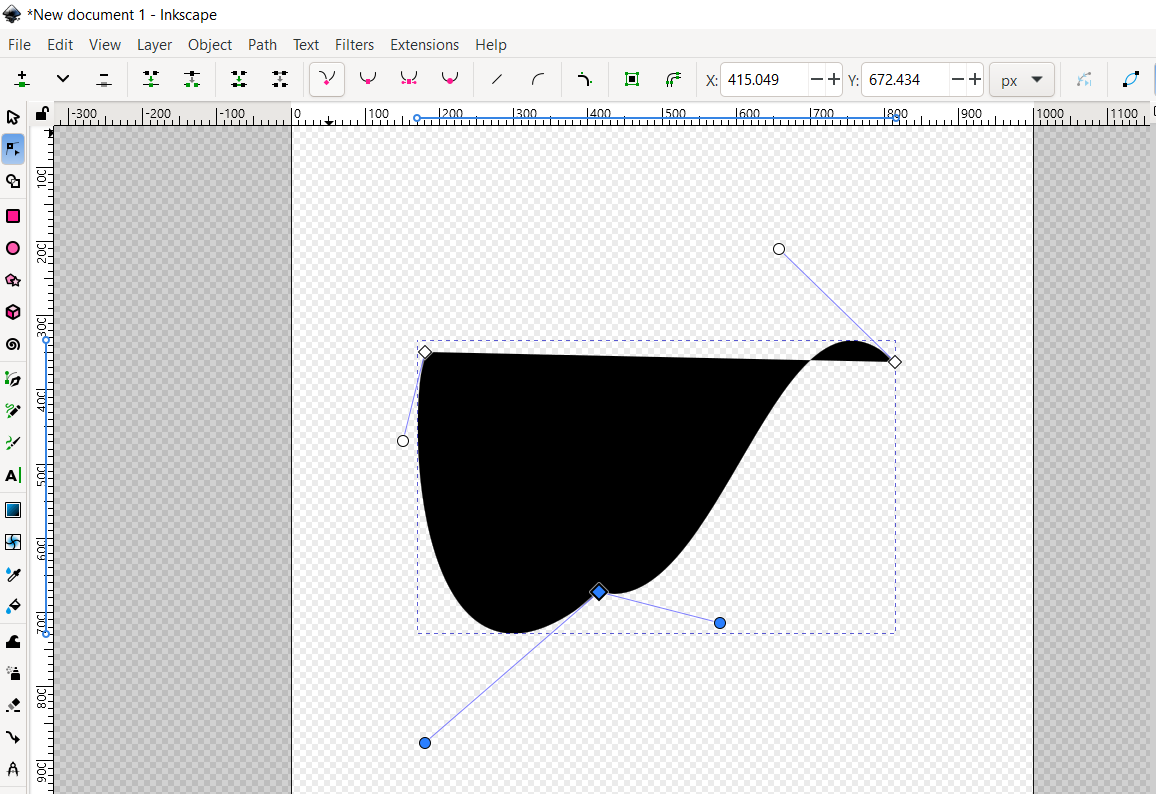 *New document 1 - Inkscape
File Edit View Layer Object Path Text Filters Extensions Help
X: 415.049 Y: 672.434 px
-300 -200 -100 0 100 200 300 400 500 600 700 800 900 1000 1100
100
200
300
400
500
600
700
800
900
A